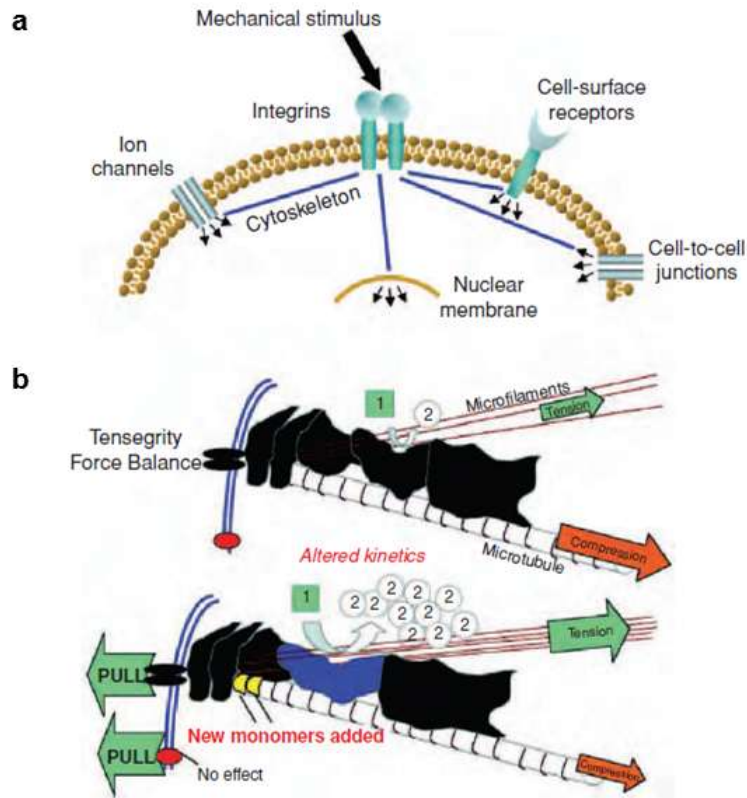 a
Mechanical stimulus
Integrins
Cell-surface
receptors
Ion
channels
Cytoskeleton
Cell-to-cell
junctions
Nuclear
membrane
b
1
2
Microfilaments
Tension
Tensegrity
Force Balance
Microtubule
Compression
Altered kinetics
1
2
2
2
2
2
2
2
2
2
2
Tension
PULL
New monomers added
PULL
No effect
Compression